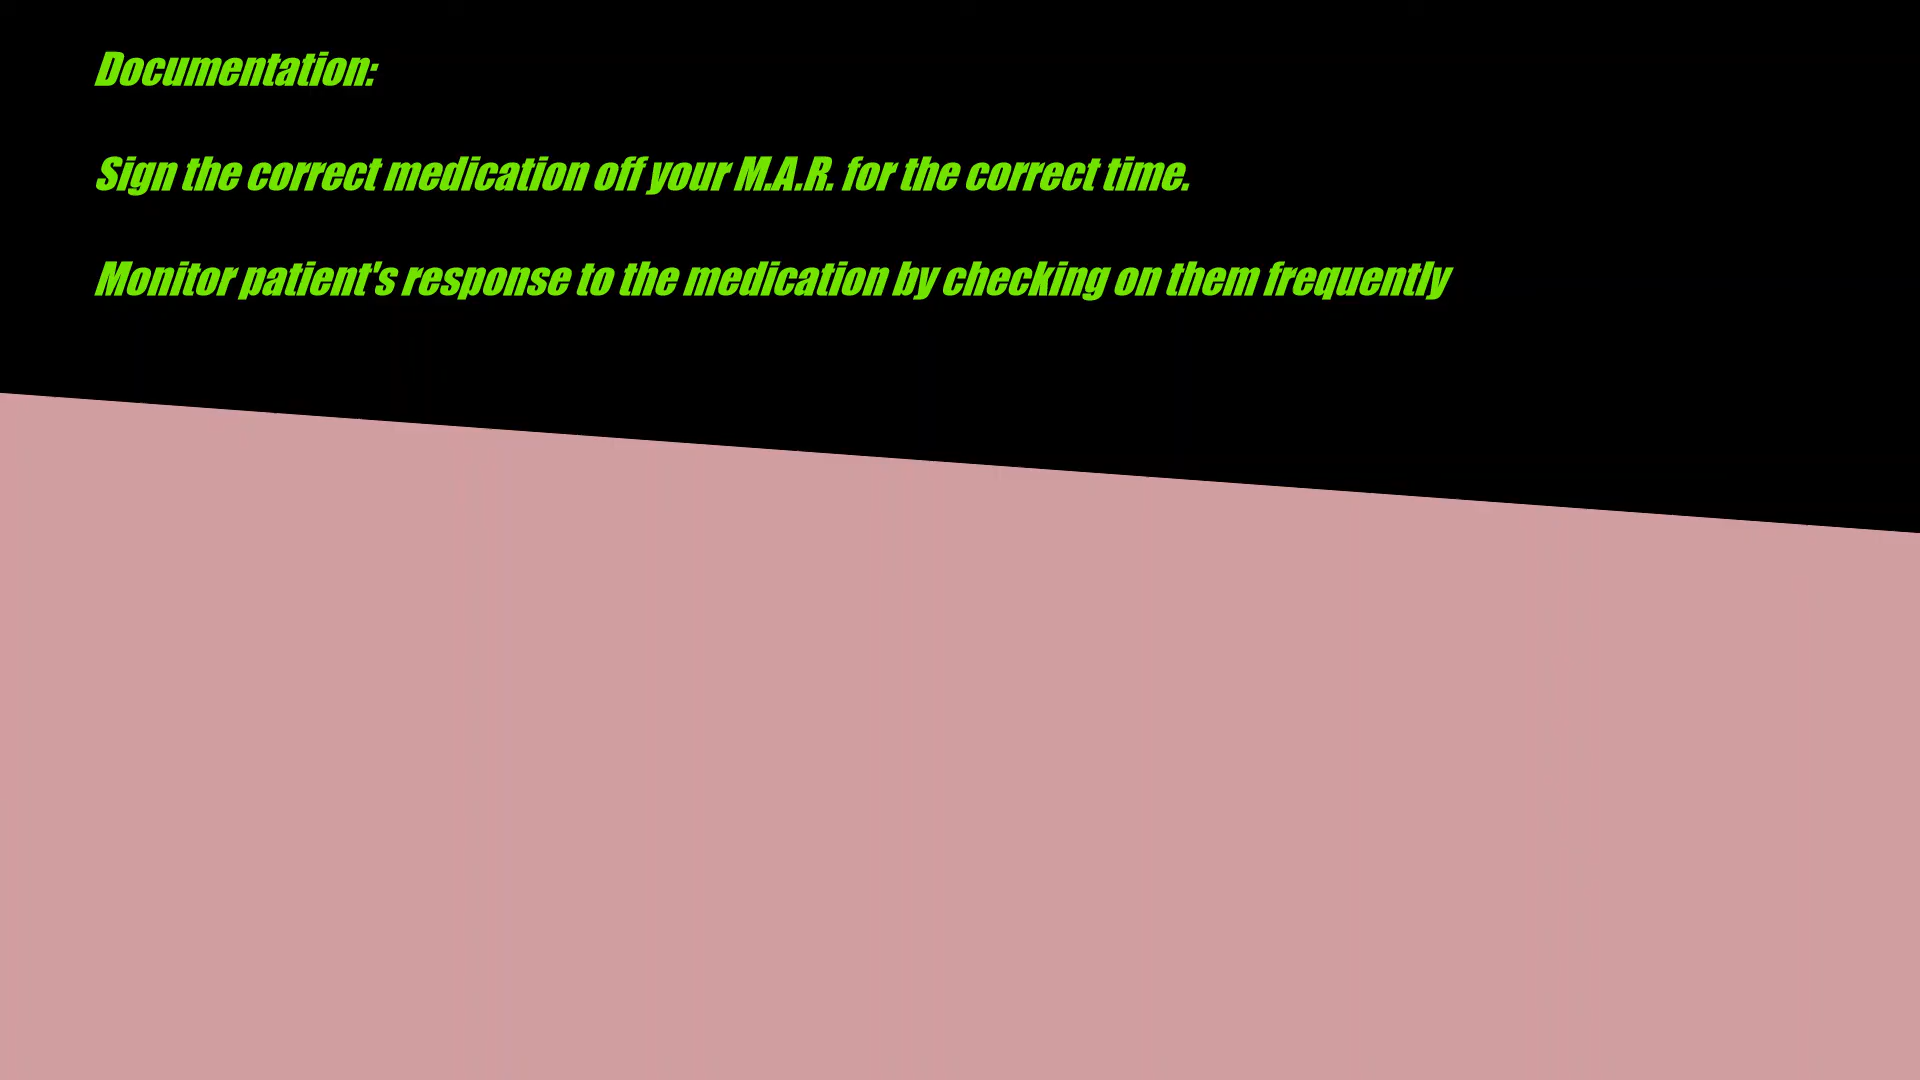 Documentation:
Sign the correct medication off your M.A.R. for the correct time.
Monitor patient's response to the medication by checking on them frequently